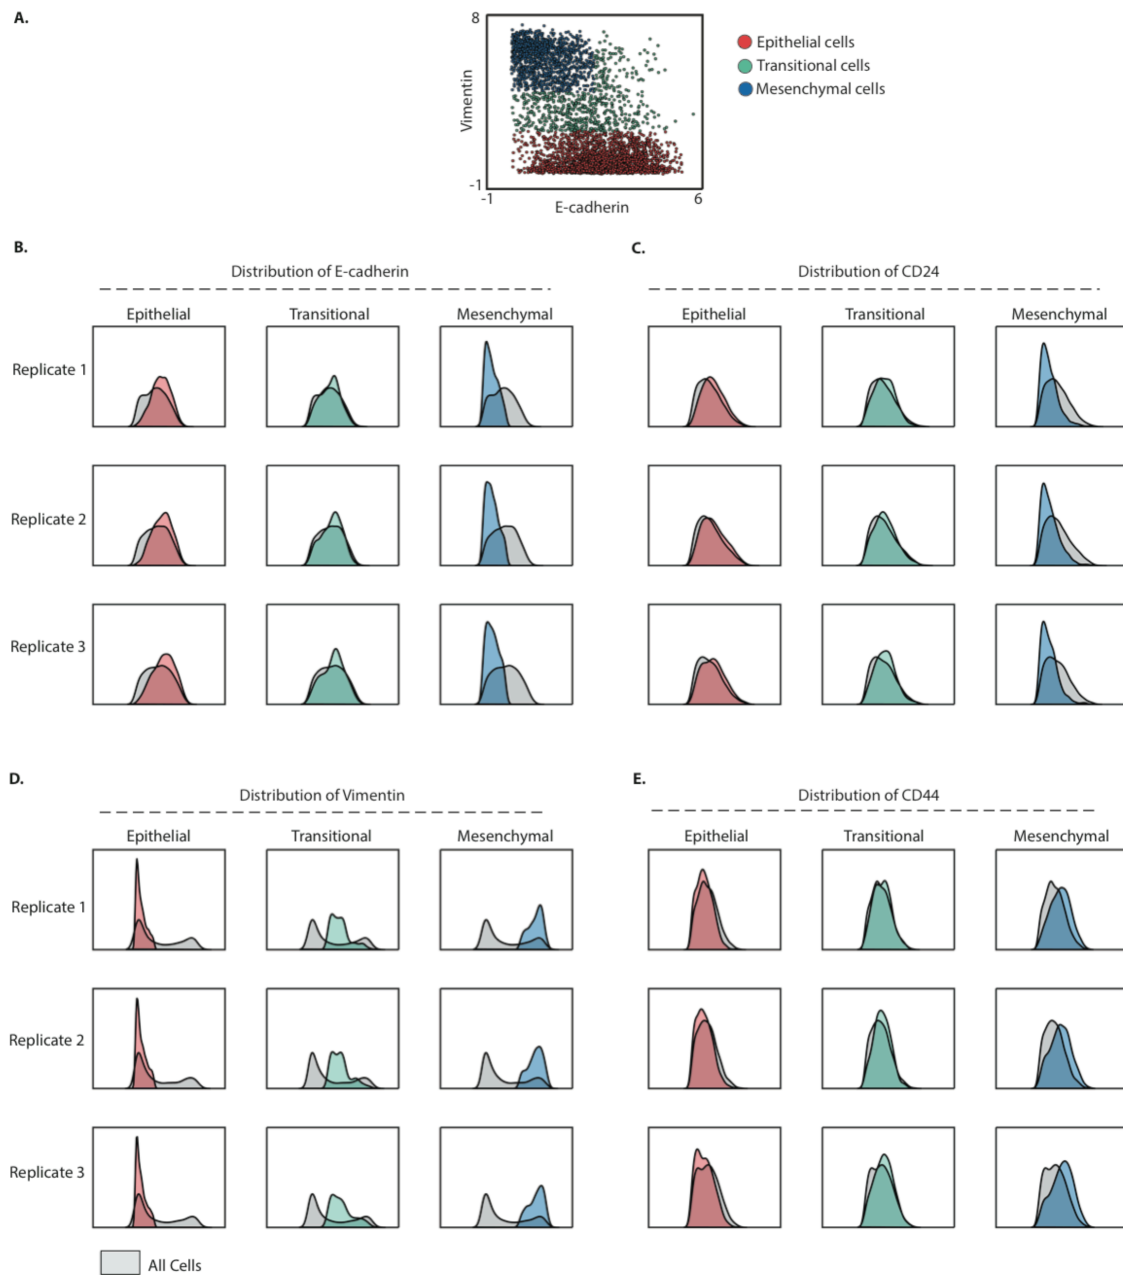 A.
8
Vimentin
-1
-1
E-cadherin
6
Epithelial cells
Transitional cells
Mesenchymal cells
B.
Distribution of E-cadherin
Epithelial Transitional Mesenchymal
Replicate 1
Replicate 2
Replicate 3
C.
Distribution of CD24
Epithelial Transitional Mesenchymal
D.
Distribution of Vimentin
Epithelial Transitional Mesenchymal
Replicate 1
Replicate 2
Replicate 3
E.
Distribution of CD44
Epithelial Transitional Mesenchymal
All Cells